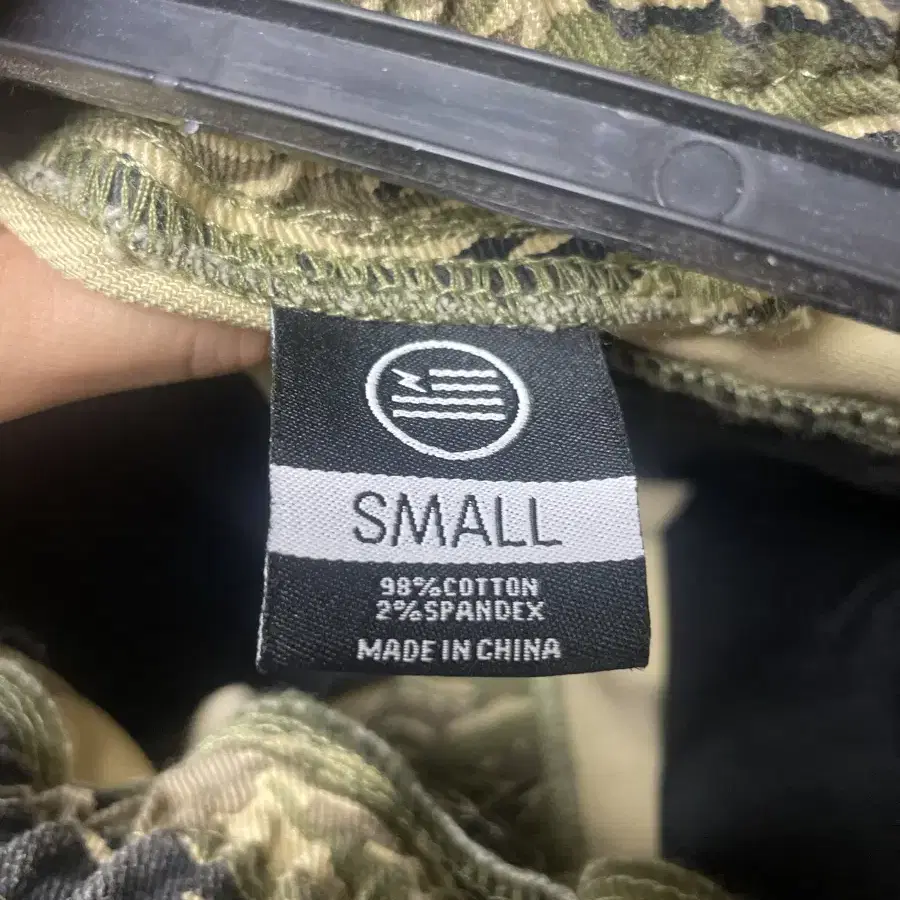 SMALL
98%COTTON
2%SPANDEX
MADE IN CHINA